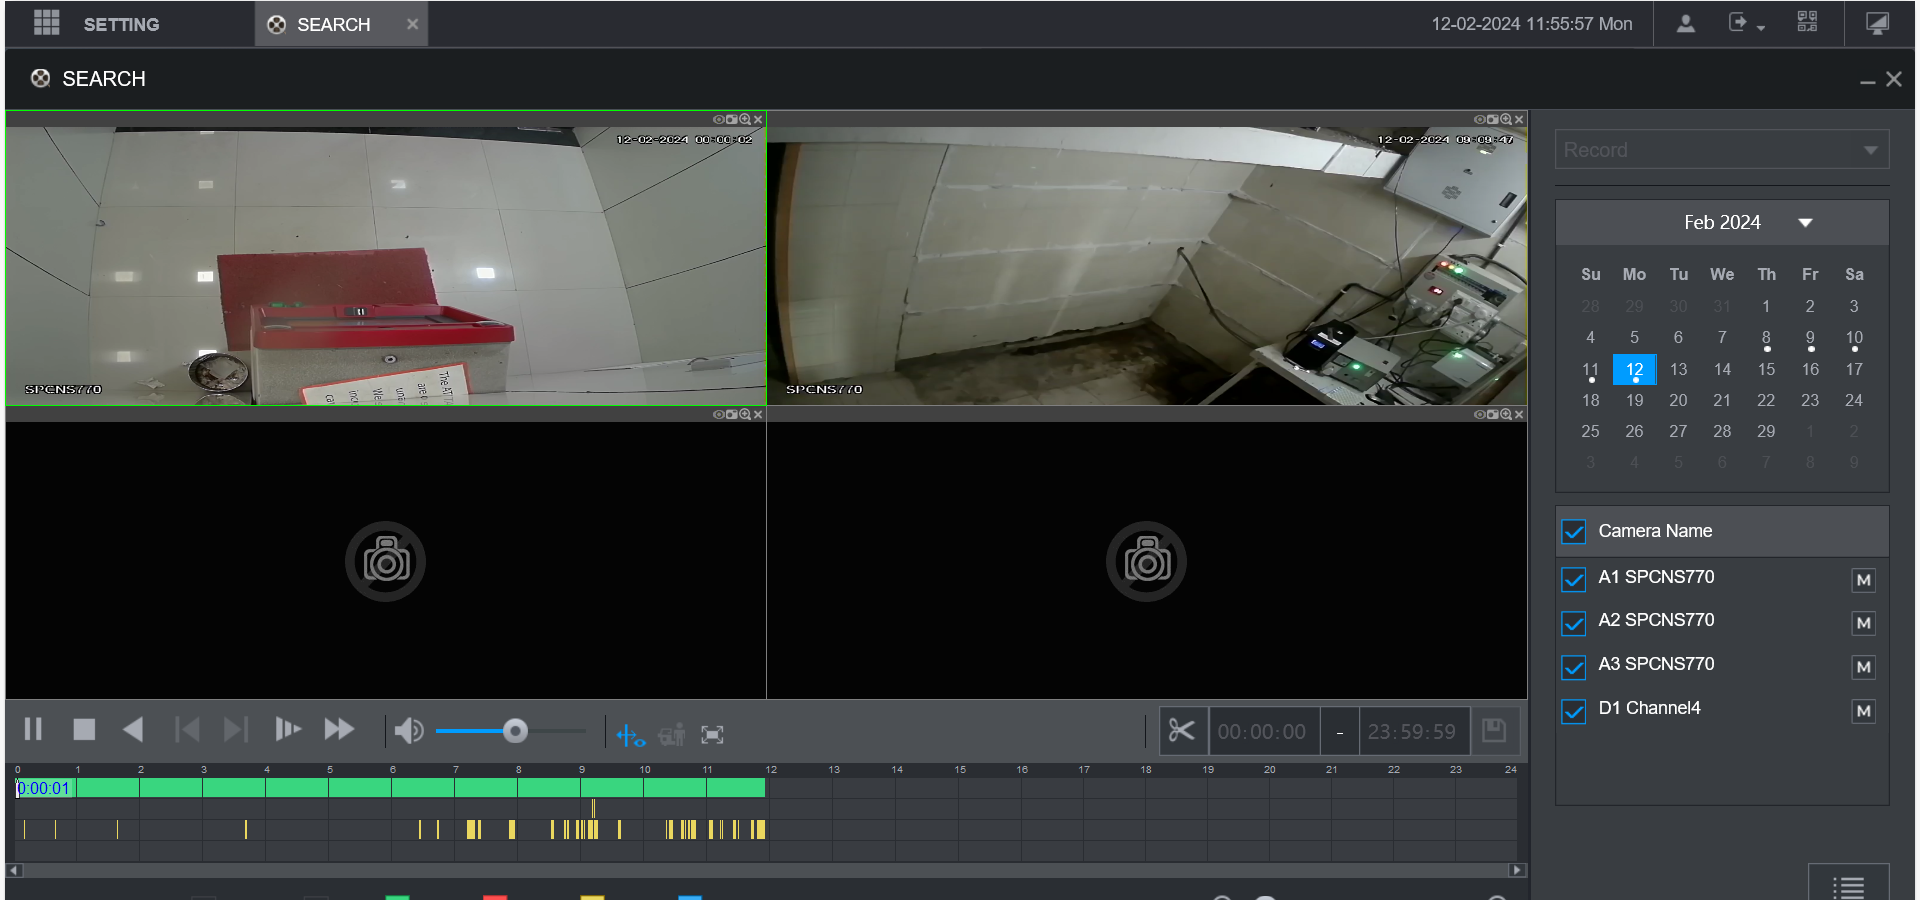 SETTING
SEARCH
12-02-2024 11:55:57 Mon
SEARCH
12-02-2024 00:00:02
12-02-2024 09:09:47
SPCNS770
SPCNS770
The ATT
are
Record
Feb 2024
Su Mo Tu We Th Fr Sa
28 29 30 31 1 2 3
4 5 6 7 8 9 10
11 12 13 14 15 16 17
18 19 20 21 22 23 24
25 26 27 28 29 1 2
3 4 5 6 7 8 9
Camera Name
A1 SPCNS770 M
A2 SPCNS770 M
A3 SPCNS770 M
D1 Channel4 M
00:00:00 - 23:59:59
0 1 2 3 4 5 6 7 8 9 10 11 12 13 14 15 16 17 18 19 20 21 22 23 24
0:00:01